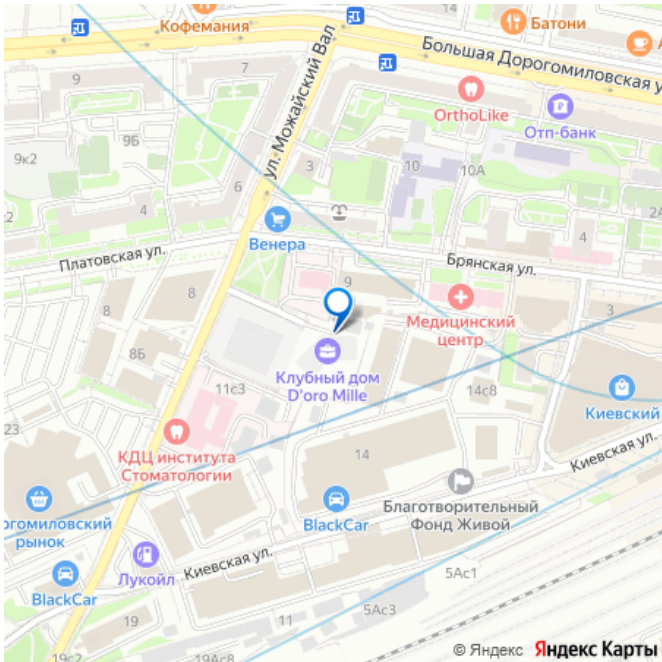 Кофемания
Батони
Большая Дорогомиловская у
9
7
ул. Можайский Вал
OrthoLike
Отп-банк
9Б
9к2
3
10
10А
6
4
2А
Венера
4
Платовская ул.
Брянская ул.
8
9
3
Медицинский
центр
8Б
Клубный дом
D'oro Mille
11с3
14с8
Киевский
23
КДЦ института
Стоматологии
14
Киевская ул.
Благотворительный
Фонд Живой
огомиловский
рынок
BlackCar
Лукойл
Киевская ул.
BlackCar
5Ас1
5Ас3
11
19
19с2
19Ас8
© Яндекс Яндекс Карты